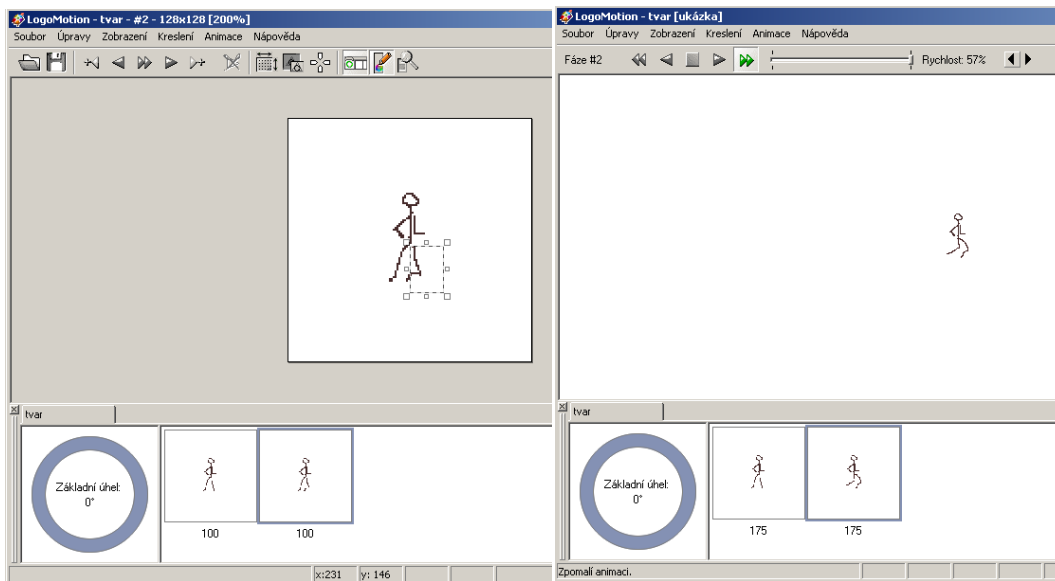 LogoMotion - tvar - #2 - 128x128 [200%]
Soubor Úpravy Zobrazení Kreslení Animace Nápověda
tvar
Základní úhel:
0°
100 100
x:231 y: 146
LogoMotion - tvar [ukázka]
Soubor Úpravy Zobrazení Kreslení Animace Nápověda
Fáze #2 Rychlost: 57%
tvar
Základní úhel:
0°
175 175
Zpomalí animaci.